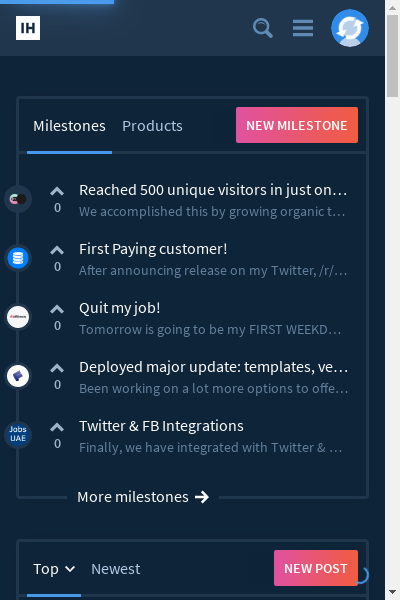 IH
Milestones Products NEW MILESTONE
Reached 500 unique visitors in just on…
0
We accomplished this by growing organic t…
First Paying customer!
0
After announcing release on my Twitter, /r/…
Quit my job!
0
Tomorrow is going to be my FIRST WEEKD…
Deployed major update: templates, ve…
0
Been working on a lot more options to offe…
Jobs
UAE
Twitter & FB Integrations
0
Finally, we have integrated with Twitter & …
More milestones
Top Newest NEW POST